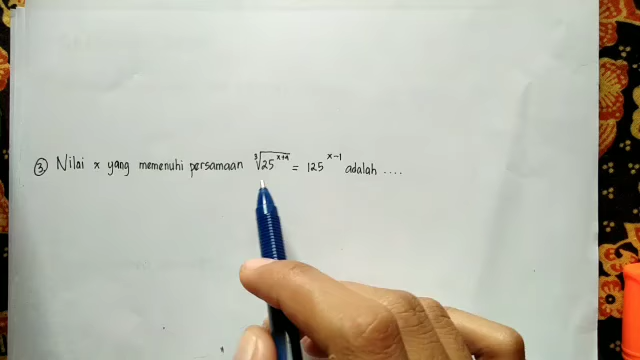 ③ Nilai x yang memenuhi persamaan ∛(25^(x+4)) = 125^(x-1) adalah ....